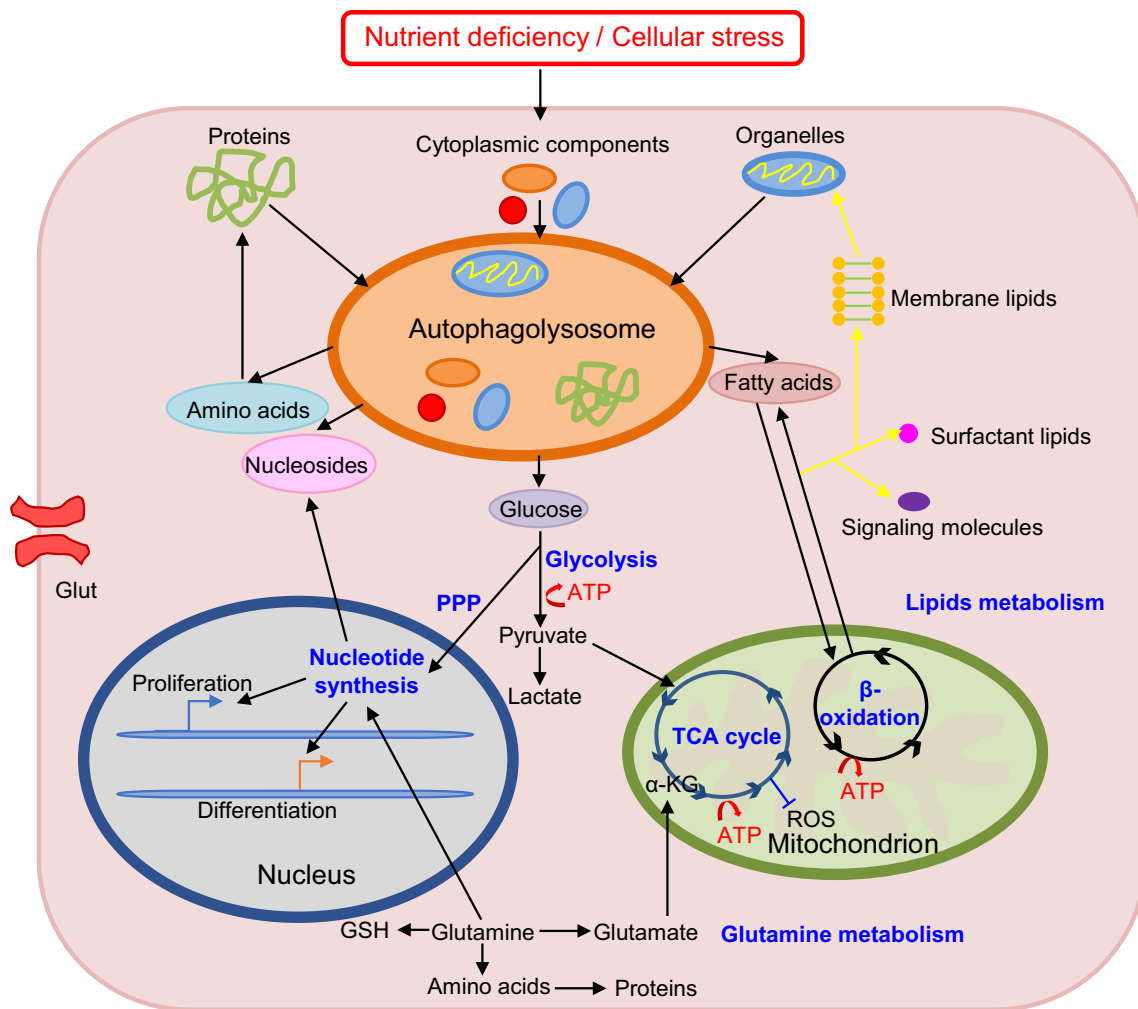 Nutrient deficiency / Cellular stress
Proteins
Cytoplasmic components
Organelles
Membrane lipids
Autophagolysosome
Fatty acids
Amino acids
Nucleosides
Surfactant lipids
Signaling molecules
Glucose
Glut
Glycolysis
PPP
ATP
Lipids metabolism
Pyruvate
Lactate
Nucleotide
synthesis
Proliferation
Differentiation
Nucleus
TCA cycle
β-
oxidation
α-KG
ATP
ATP
ROS
Mitochondrion
GSH
Glutamine
Glutamate
Glutamine metabolism
Amino acids
Proteins